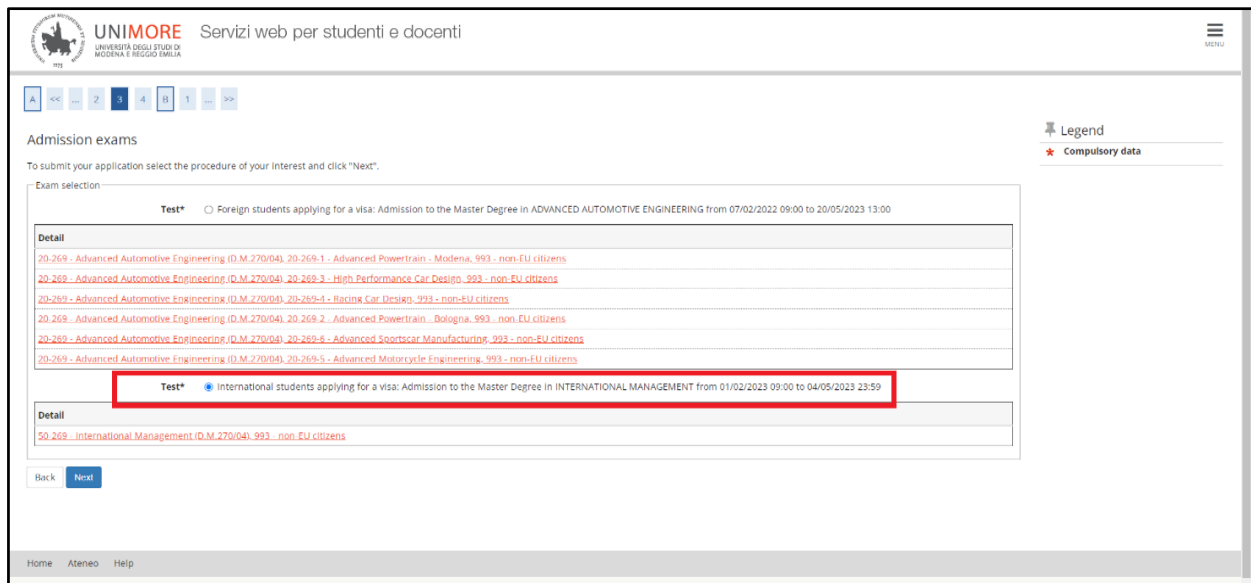 UNIMORE
UNIVERSITÀ DEGLI STUDI DI
MODENA E REGGIO EMILIA
Servizi web per studenti e docenti
MENU
A << ... 2 3 4 B 1 ... >>
Admission exams
To submit your application select the procedure of your interest and click "Next".
Exam selection
Test* Foreign students applying for a visa: Admission to the Master Degree in ADVANCED AUTOMOTIVE ENGINEERING from 07/02/2022 09:00 to 20/05/2023 13:00
Detail
20-269 - Advanced Automotive Engineering (D.M.270/04), 20-269-1 - Advanced Powertrain - Modena, 993 - non-EU citizens
20-269 - Advanced Automotive Engineering (D.M.270/04), 20-269-3 - High Performance Car Design, 993 - non-EU citizens
20-269 - Advanced Automotive Engineering (D.M.270/04), 20-269-4 - Racing Car Design, 993 - non-EU citizens
20-269 - Advanced Automotive Engineering (D.M.270/04), 20-269-2 - Advanced Powertrain - Bologna, 993 - non-EU citizens
20-269 - Advanced Automotive Engineering (D.M.270/04), 20-269-6 - Advanced Sportscar Manufacturing, 993 - non-EU citizens
20-269 - Advanced Automotive Engineering (D.M.270/04), 20-269-5 - Advanced Motorcycle Engineering, 993 - non-EU citizens
Test* International students applying for a visa: Admission to the Master Degree in INTERNATIONAL MANAGEMENT from 01/02/2023 09:00 to 04/05/2023 23:59
Detail
50-269 - International Management (D.M.270/04), 993 - non-EU citizens
Back Next
Legend
* Compulsory data
Home Ateneo Help